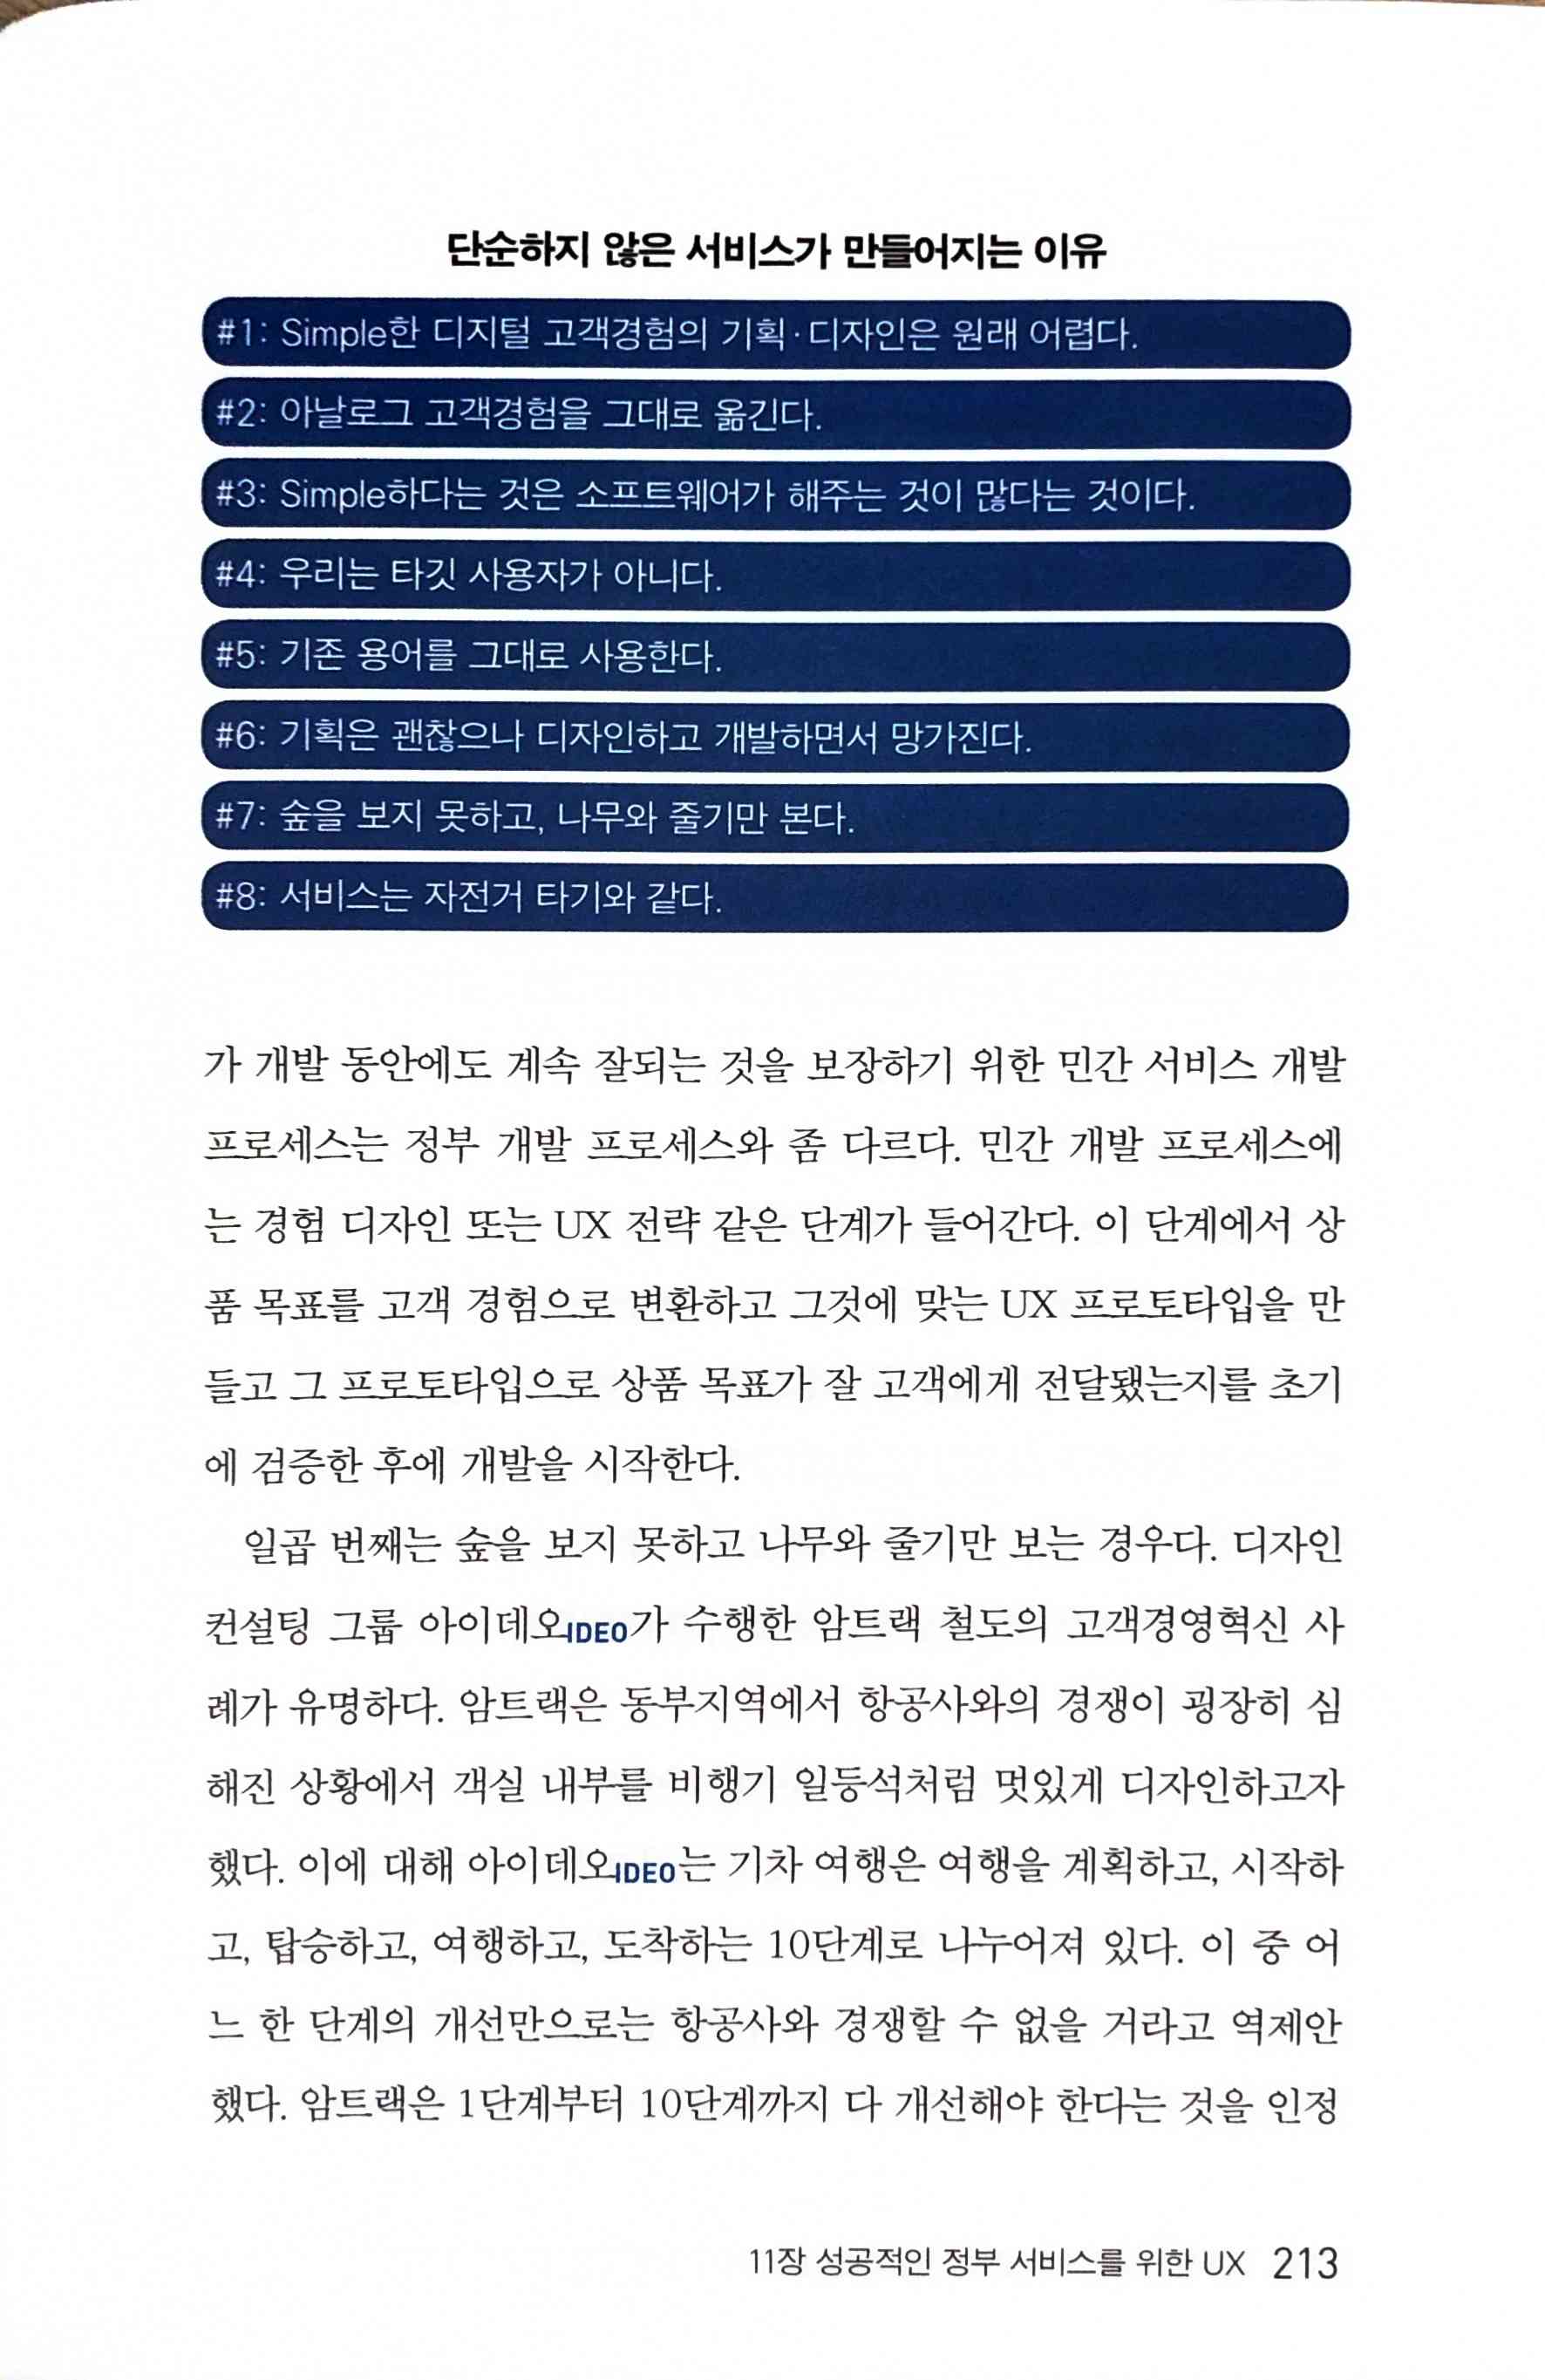 단순하지 않은 서비스가 만들어지는 이유
#1: Simple한 디지털 고객경험의 기획·디자인은 원래 어렵다.
#2: 아날로그 고객경험을 그대로 옮긴다.
#3: Simple하다는 것은 소프트웨어가 해주는 것이 많다는 것이다.
#4: 우리는 타깃 사용자가 아니다.
#5: 기존 용어를 그대로 사용한다.
#6: 기획은 괜찮으나 디자인하고 개발하면서 망가진다.
#7: 숲을 보지 못하고, 나무와 줄기만 본다.
#8: 서비스는 자전거 타기와 같다.
가 개발 동안에도 계속 잘되는 것을 보장하기 위한 민간 서비스 개발
프로세스는 정부 개발 프로세스와 좀 다르다. 민간 개발 프로세스에
는 경험 디자인 또는 UX 전략 같은 단계가 들어간다. 이 단계에서 상
품 목표를 고객 경험으로 변환하고 그것에 맞는 UX 프로토타입을 만
들고 그 프로토타입으로 상품 목표가 잘 고객에게 전달됐는지를 초기
에 검증한 후에 개발을 시작한다.
일곱 번째는 숲을 보지 못하고 나무와 줄기만 보는 경우다. 디자인
컨설팅 그룹 아이데오IDEO가 수행한 암트랙 철도의 고객경영혁신 사
례가 유명하다. 암트랙은 동부지역에서 항공사와의 경쟁이 굉장히 심
해진 상황에서 객실 내부를 비행기 일등석처럼 멋있게 디자인하고자
했다. 이에 대해 아이데오IDEO는 기차 여행은 여행을 계획하고, 시작하
고, 탑승하고, 여행하고, 도착하는 10단계로 나누어져 있다. 이 중 어
느 한 단계의 개선만으로는 항공사와 경쟁할 수 없을 거라고 역제안
했다. 암트랙은 1단계부터 10단계까지 다 개선해야 한다는 것을 인정
11장 성공적인 정부 서비스를 위한 UX 213